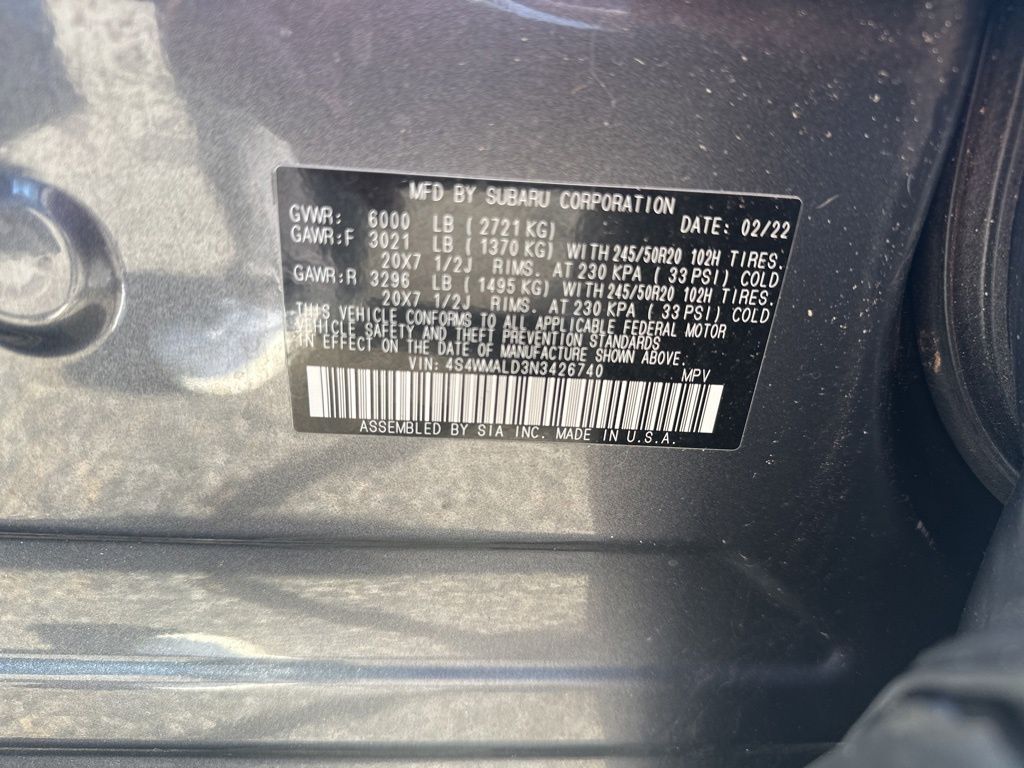 MFD BY SUBARU CORPORATION
GVWR: 6000 LB ( 2721 KG) DATE: 02/22
GAWR:F 3021 LB ( 1370 KG) WITH 245/50R20 102H TIRES.
20X7 1/2J RIMS. AT 230 KPA ( 33 PSI) COLD
GAWR:R 3296 LB ( 1495 KG) WITH 245/50R20 102H TIRES.
20X7 1/2J RIMS. AT 230 KPA ( 33 PSI) COLD
THIS VEHICLE CONFORMS TO ALL APPLICABLE FEDERAL MOTOR
VEHICLE SAFETY AND THEFT PREVENTION STANDARDS
IN EFFECT ON THE DATE OF MANUFACTURE SHOWN ABOVE.
VIN: 4S4WMALD3N3426740 MPV
ASSEMBLED BY SIA INC. MADE IN U.S.A.